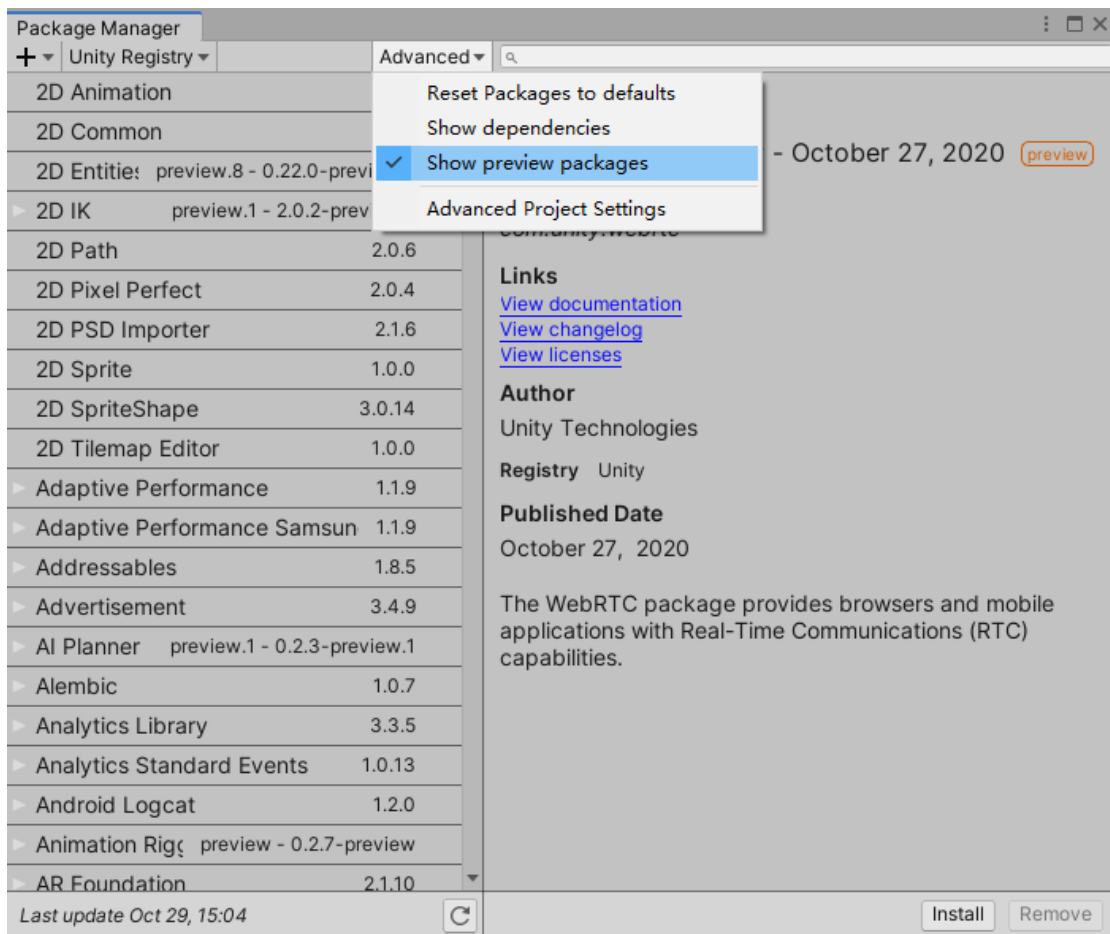 Package Manager
+ Unity Registry Advanced
2D Animation
2D Common
2D Entities preview.8 - 0.22.0-previ
2D IK preview.1 - 2.0.2-prev
2D Path 2.0.6
2D Pixel Perfect 2.0.4
2D PSD Importer 2.1.6
2D Sprite 1.0.0
2D SpriteShape 3.0.14
2D Tilemap Editor 1.0.0
Adaptive Performance 1.1.9
Adaptive Performance Samsun 1.1.9
Addressables 1.8.5
Advertisement 3.4.9
AI Planner preview.1 - 0.2.3-preview.1
Alembic 1.0.7
Analytics Library 3.3.5
Analytics Standard Events 1.0.13
Android Logcat 1.2.0
Animation Rigg preview - 0.2.7-preview
AR Foundation 2.1.10
Last update Oct 29, 15:04
Reset Packages to defaults
Show dependencies
Show preview packages
Advanced Project Settings
- October 27, 2020 preview
com.unity.webrtc
Links
View documentation
View changelog
View licenses
Author
Unity Technologies
Registry Unity
Published Date
October 27, 2020
The WebRTC package provides browsers and mobile
applications with Real-Time Communications (RTC)
capabilities.
Install Remove